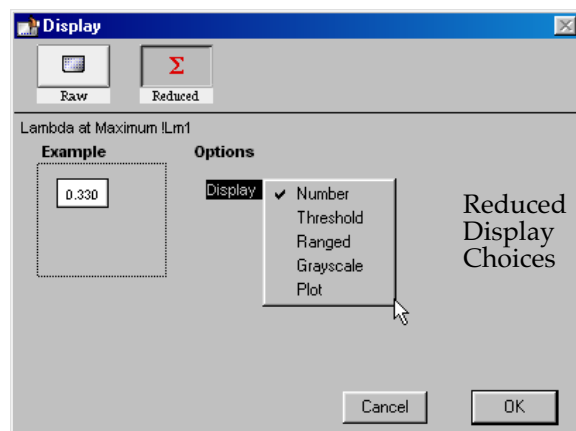 Display
Σ
Raw
Reduced
Lambda at Maximum !Lm1
Example
Options
0.330
Display
✓ Number
Threshold
Ranged
Grayscale
Plot
Reduced
Display
Choices
Cancel
OK